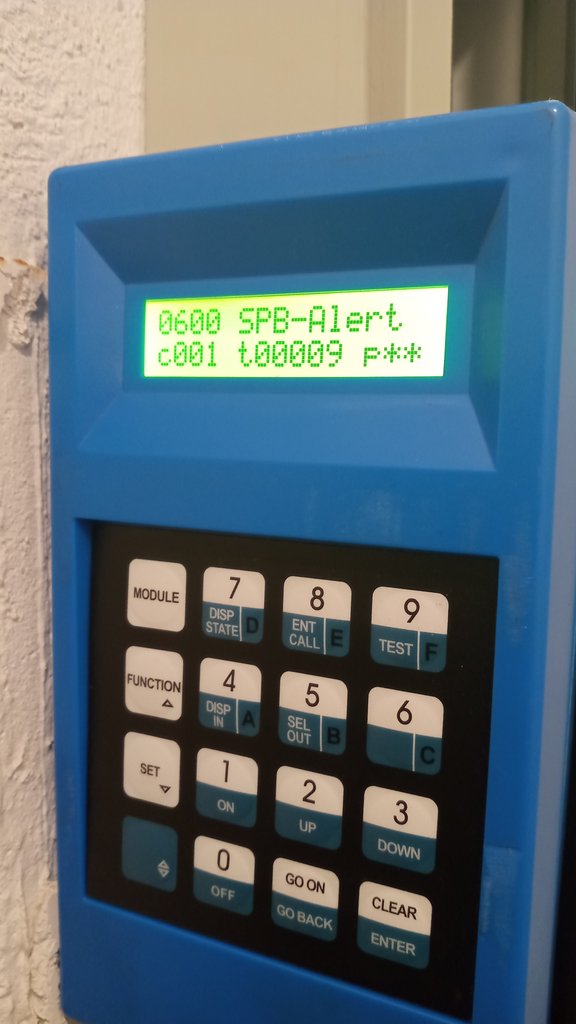 0600 SPB-Alert
c001 t00009 p**
MODULE
7
DISP
STATE
D
8
ENT
CALL
E
9
TEST
F
FUNCTION
4
DISP
IN
A
5
SEL
OUT
B
6
C
SET
1
ON
2
UP
3
DOWN
0
OFF
GO ON
GO BACK
CLEAR
ENTER